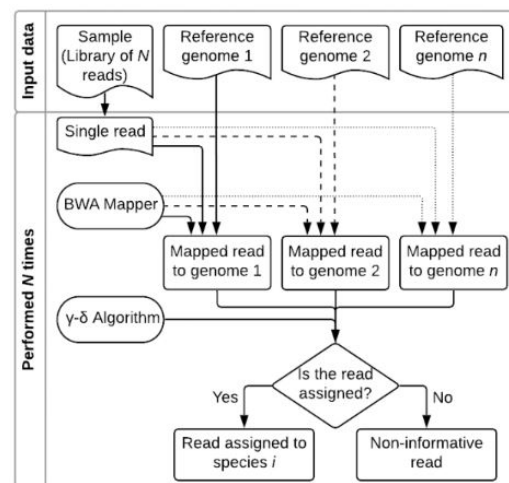 Input data
Sample
(Library of N
reads)
Reference
genome 1
Reference
genome 2
Reference
genome n
Performed N times
Single read
BWA Mapper
Mapped read
to genome 1
Mapped read
to genome 2
Mapped read
to genome n
γ-δ Algorithm
Is the read
assigned?
Yes
No
Read assigned to
species i
Non-informative
read